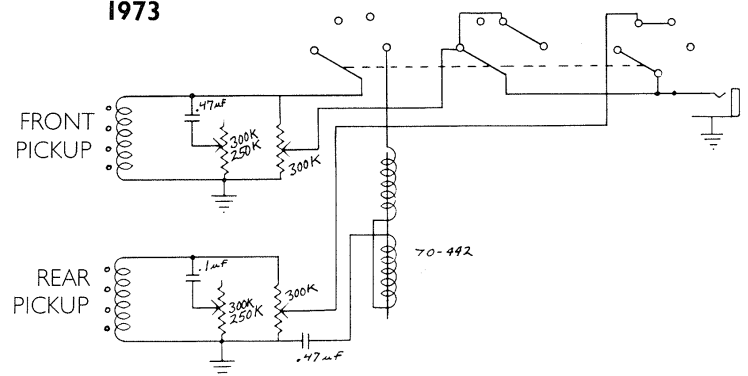 1973
.47uf
FRONT
PICKUP
300K
250K
300K
70-442
.1uf
REAR
PICKUP
300K
250K
300K
.47uf